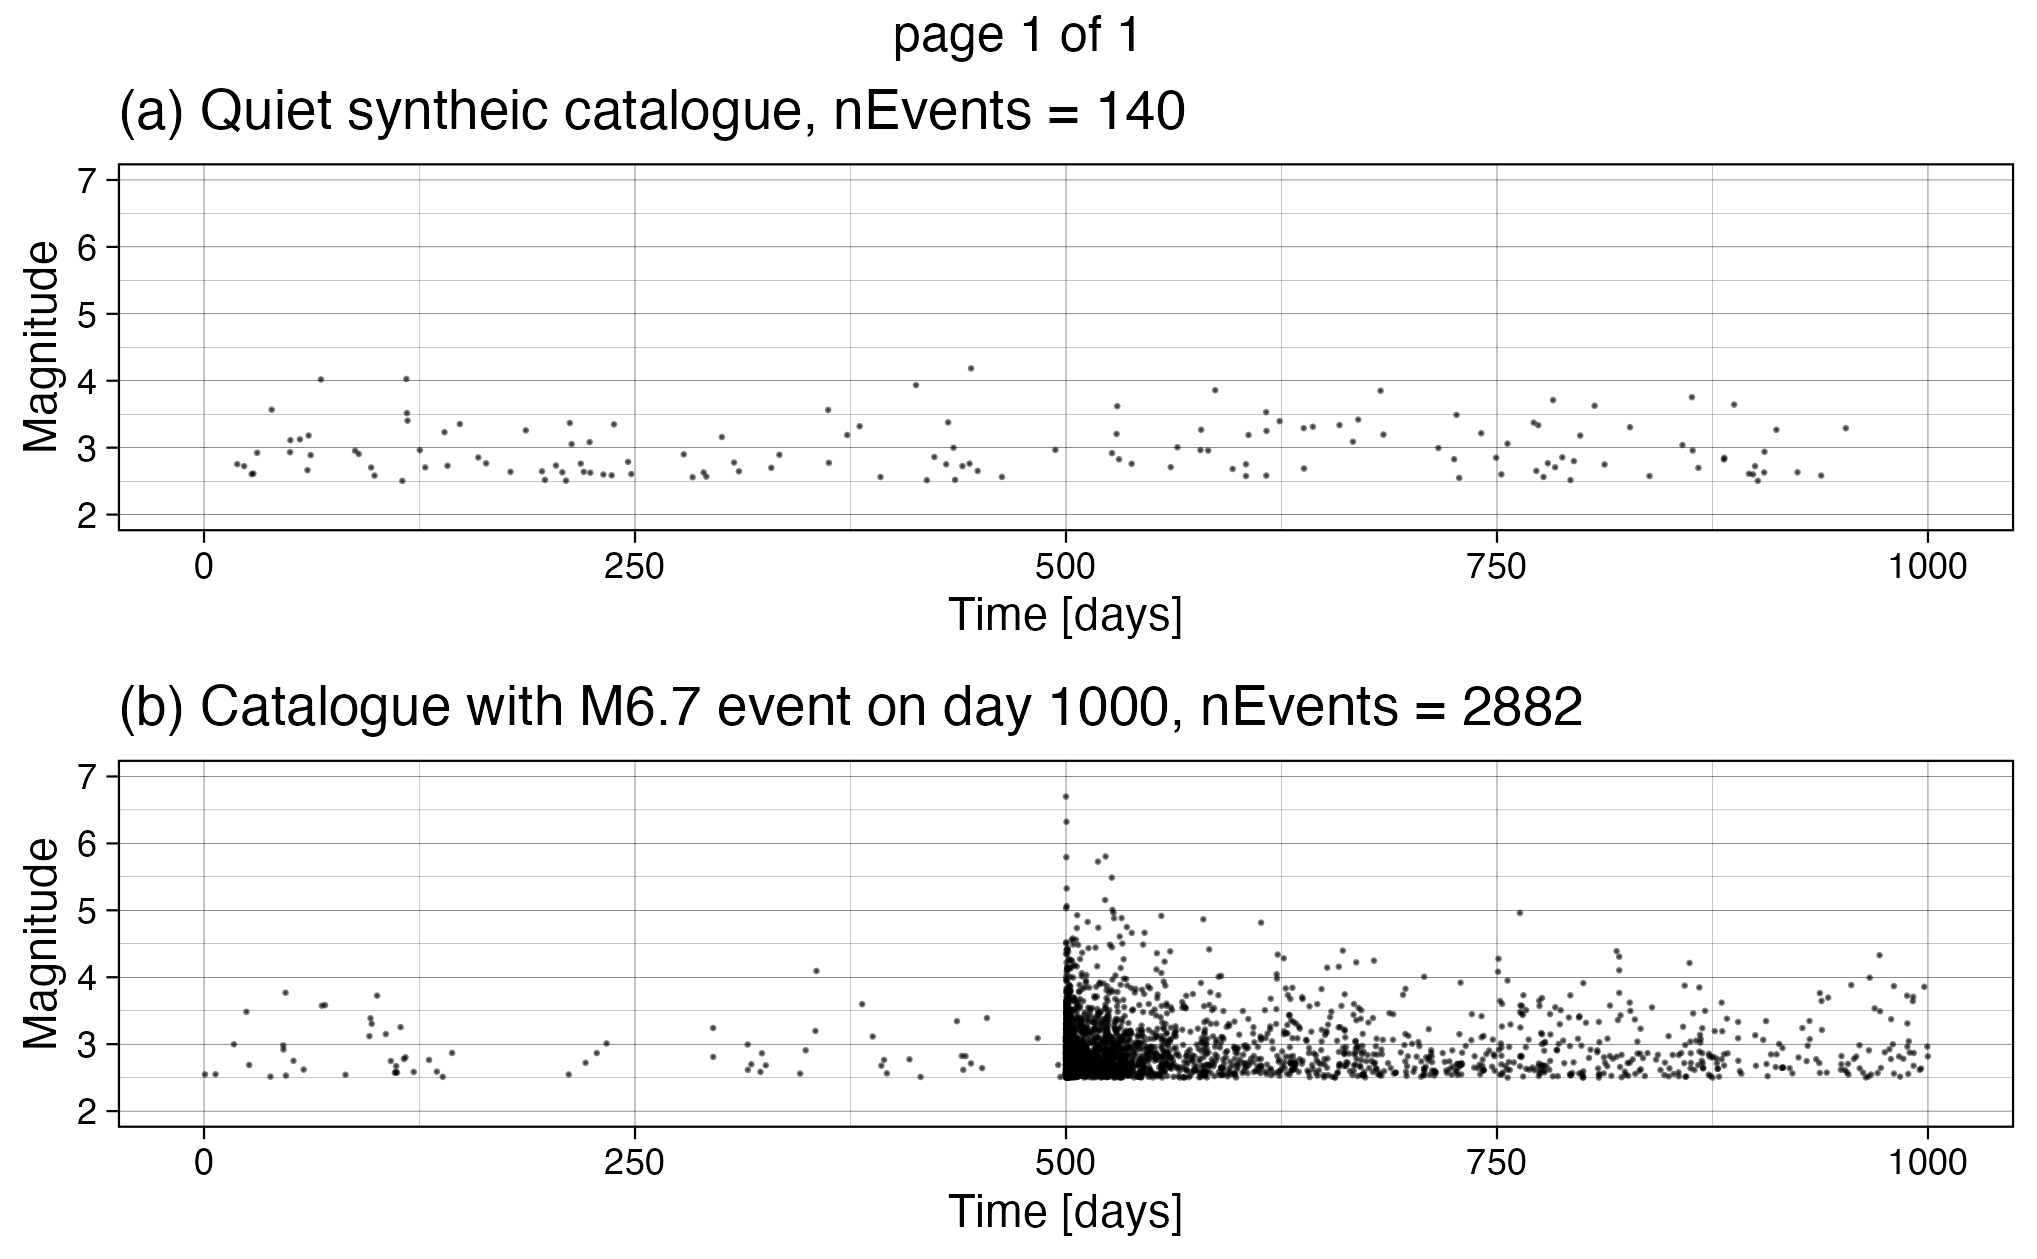 page 1 of 1
(a) Quiet syntheic catalogue, nEvents = 140
7
6
5
4
3
2
Magnitude
0 250 500 750 1000
Time [days]
(b) Catalogue with M6.7 event on day 1000, nEvents = 2882
7
6
5
4
3
2
Magnitude
0 250 500 750 1000
Time [days]